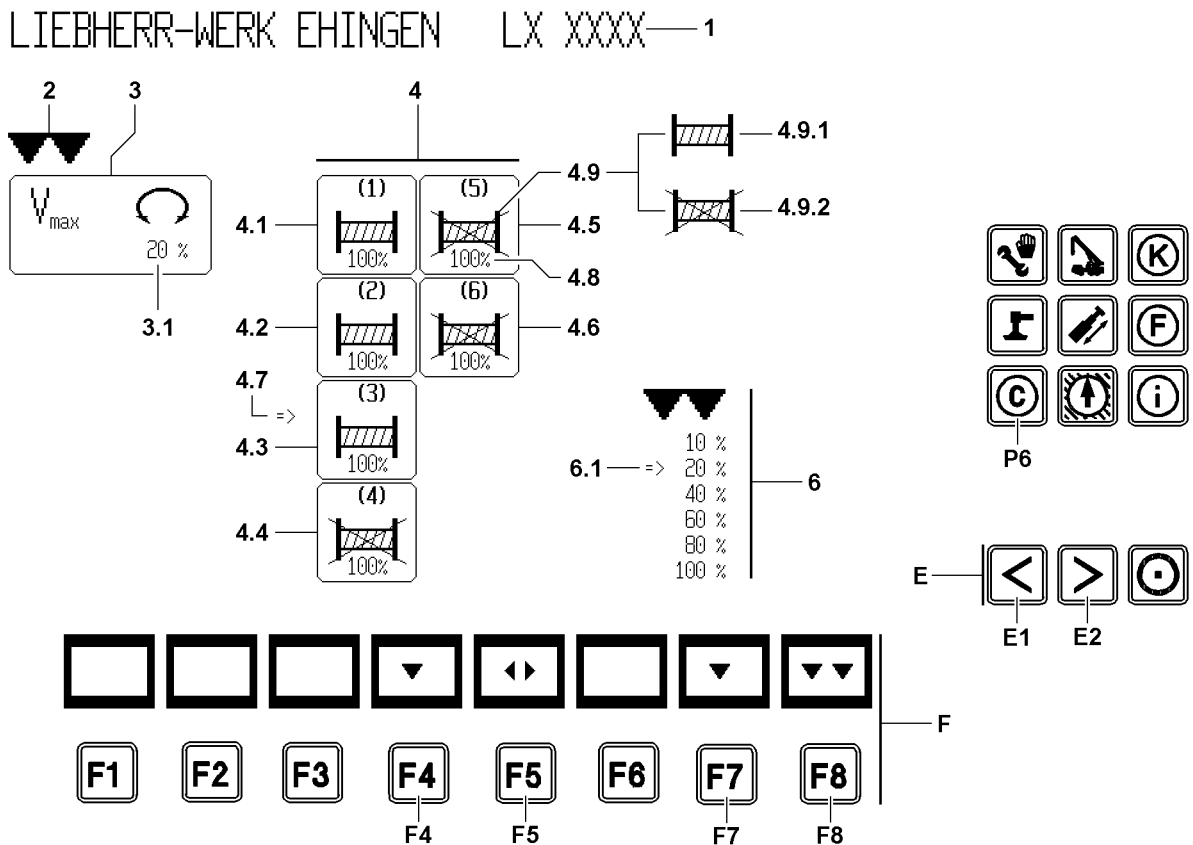 LIEBHERR-WERK EHINGEN LX XXXX 1
2 3 4
4.9.1
4.9
4.9.2
Vmax
20 %
3.1
4.1 (1) 100% (5) 100% 4.5
4.8
4.2 (2) 100% (6) 100% 4.6
4.7 =>
4.3 (3) 100%
4.4 (4) 100%
10 %
6.1 => 20 %
40 %
60 %
80 %
100 %
6
K
F
C i
P6
E < >
E1 E2
F
F1 F2 F3 F4 F5 F6 F7 F8
F4 F5 F7 F8